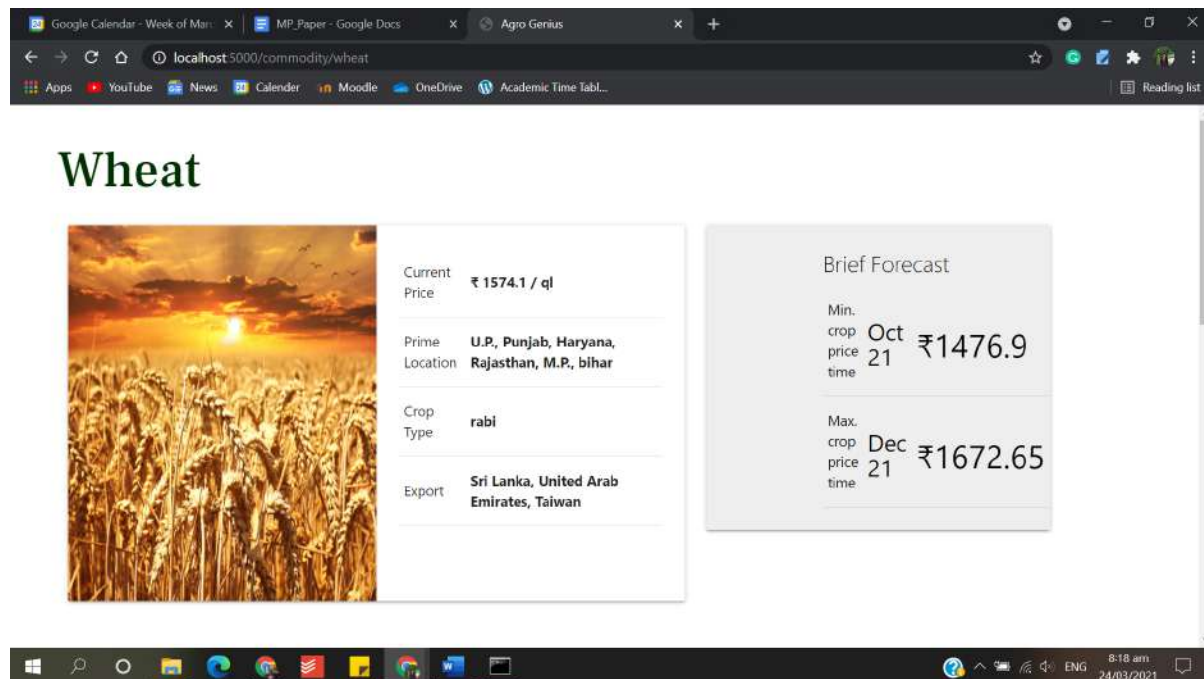 Google Calendar - Week of Marc
MP_Paper - Google Docs
Agro Genius
localhost:5000/commodity/wheat
Apps
YouTube
News
Calender
Moodle
OneDrive
Academic Time Tabl...
Reading list
Wheat
Current
Price
₹ 1574.1 / ql
Prime
Location
U.P., Punjab, Haryana,
Rajasthan, M.P., bihar
Crop
Type
rabi
Export
Sri Lanka, United Arab
Emirates, Taiwan
Brief Forecast
Min.
crop
price
time
Oct
21
₹1476.9
Max.
crop
price
time
Dec
21
₹1672.65
ENG
8:18 am
24/03/2021